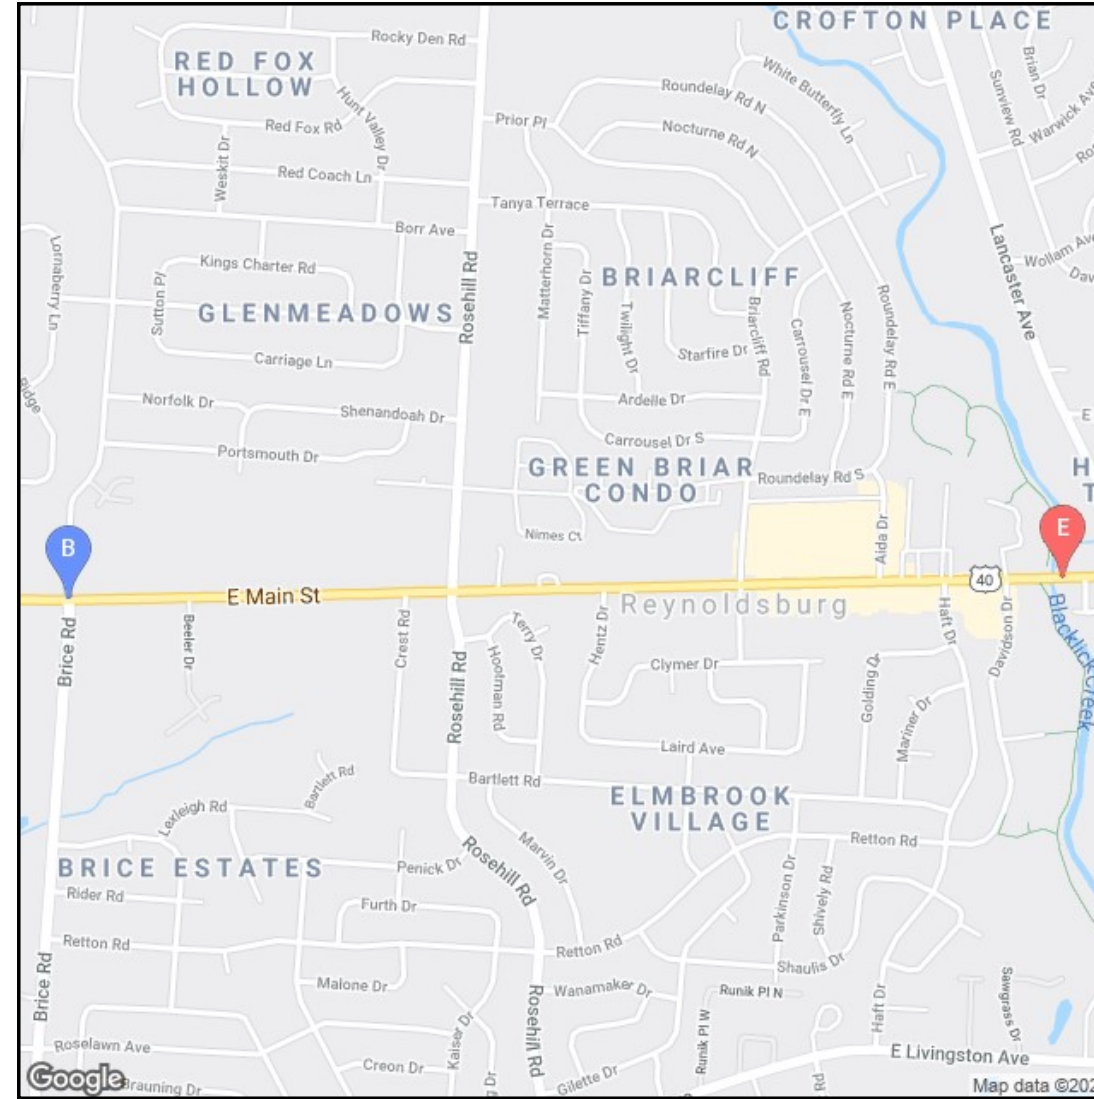 CROFTON PLACE
Rocky Den Rd
RED FOX
HOLLOW
White Butterfly Ln
Brian Dr
Sunview Rd
Warwick Av
Roundelay Rd N
Hunt Valley Dr
Prior Pl
Red Fox Rd
Nocturne Rd N
Weskit Dr
Red Coach Ln
Tanya Terrace
Borr Ave
Lornaberry Ln
Kings Charter Rd
Sutton Pl
Rosehill Rd
Matterhorn Dr
Tiffany Dr
BRIARCLIFF
Twilight Dr
Briarcliff Rd
Carrousel Dr E
Nocturne Rd E
Roundelay Rd E
Lancaster Ave
Wollam Ave
Dav
GLENMEADOWS
Starfire Dr
Carriage Ln
Ridge
Norfolk Dr
Shenandoah Dr
Ardelle Dr
E
Portsmouth Dr
Carrousel Dr S
GREEN BRIAR
CONDO
Roundelay Rd S
H
T
B
Nimes Ct
Aida Dr
E
E Main St
40
Reynoldsburg
Brice Rd
Beeler Dr
Crest Rd
Rosehill Rd
Terry Dr
Hootman Rd
Hentz Dr
Clymer Dr
Golding Dr
Mariner Dr
Haft Dr
Davidson Dr
Blacklick Creek
Laird Ave
Bartlett Rd
Bartlett Rd
Lexleigh Rd
ELMBROOK
VILLAGE
Marvin Dr
Rosehill Rd
Retton Rd
BRICE ESTATES
Penick Dr
Parkinson Dr
Shively Rd
Rider Rd
Furth Dr
Retton Rd
Retton Rd
Shaulis Dr
Brice Rd
Malone Dr
Wanamaker Dr
Runik Pl N
Haft Dr
Sawgrass Dr
Rosehill Rd
Kaiser Dr
Runik Pl W
Roselawn Ave
E Livingston Ave
Creon Dr
Gilette Dr
Rd
Dr
Google
Brauning Dr
Map data ©202